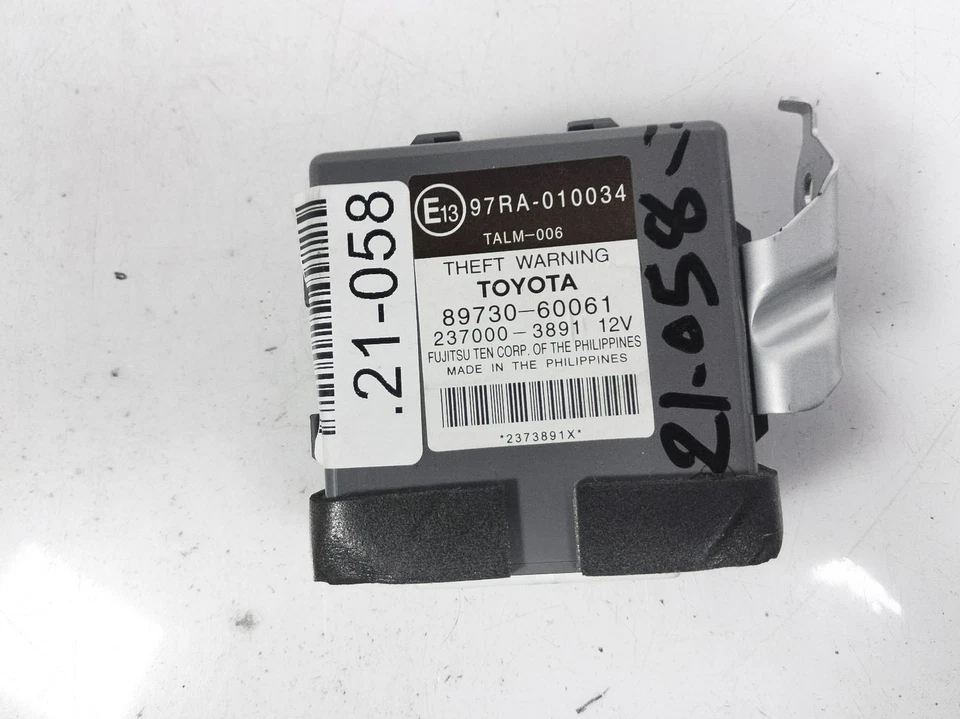 E13 97RA-010034
TALM-006
THEFT WARNING
TOYOTA
89730-60061
237000-3891 12V
FUJITSU TEN CORP. OF THE PHILIPPINES
MADE IN THE PHILIPPINES
*2373891X*
.21-058
21-058-